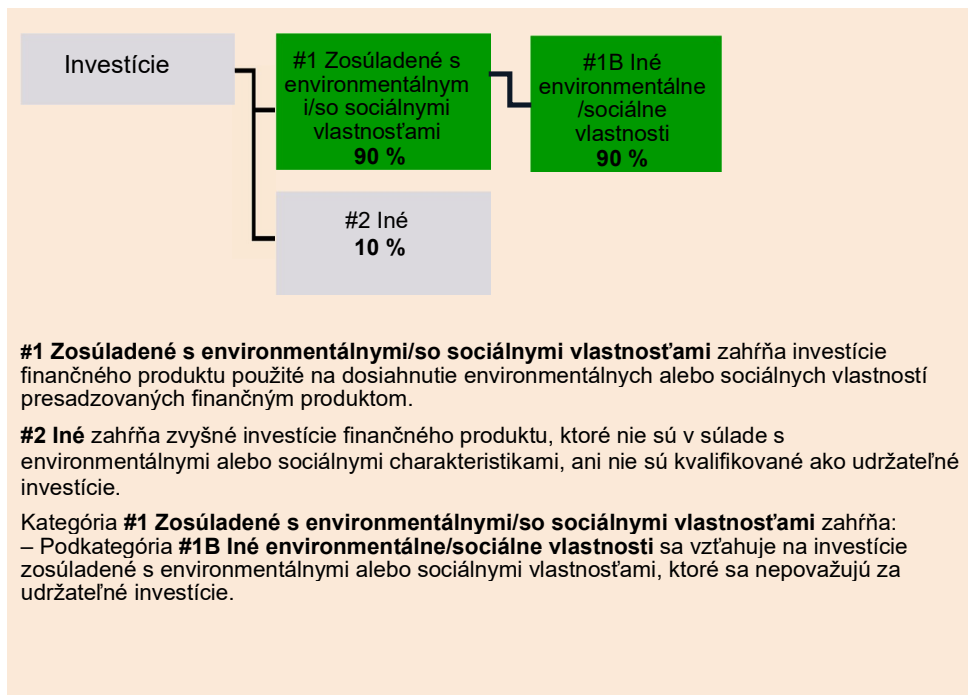 Investície
#1 Zosúladené s
environmentálnym
i/so sociálnymi
vlastnosťami
90 %
#1B Iné
environmentálne
/sociálne
vlastnosti
90 %
#2 Iné
10 %
#1 Zosúladené s environmentálnymi/so sociálnymi vlastnosťami zahŕňa investície
finančného produktu použité na dosiahnutie environmentálnych alebo sociálnych vlastností
presadzovaných finančným produktom.
#2 Iné zahŕňa zvyšné investície finančného produktu, ktoré nie sú v súlade s
environmentálnymi alebo sociálnymi charakteristikami, ani nie sú kvalifikované ako udržateľné
investície.
Kategória #1 Zosúladené s environmentálnymi/so sociálnymi vlastnosťami zahŕňa:
– Podkategória #1B Iné environmentálne/sociálne vlastnosti sa vzťahuje na investície
zosúladené s environmentálnymi alebo sociálnymi vlastnosťami, ktoré sa nepovažujú za
udržateľné investície.